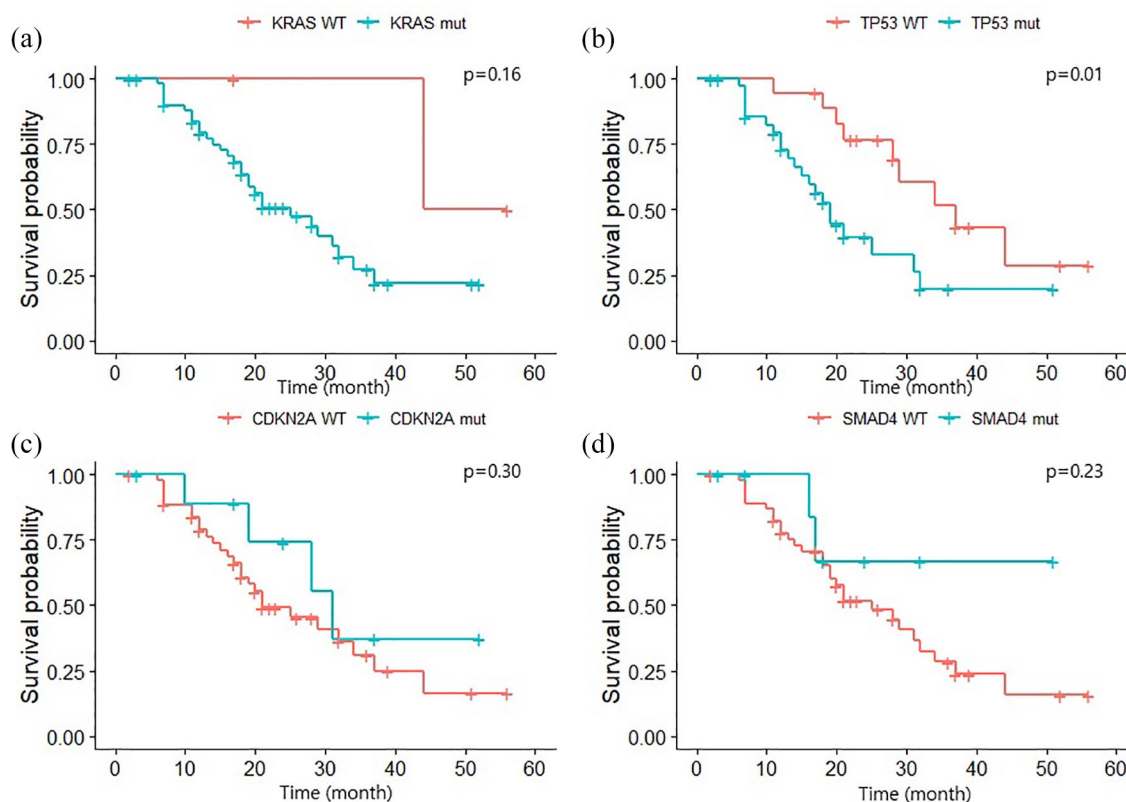 (a)
KRAS WT KRAS mut
p=0.16
Survival probability
1.00
0.75
0.50
0.25
0.00
0 10 20 30 40 50 60
Time (month)
(b)
TP53 WT TP53 mut
p=0.01
Survival probability
1.00
0.75
0.50
0.25
0.00
0 10 20 30 40 50 60
Time (month)
(c)
CDKN2A WT CDKN2A mut
p=0.30
Survival probability
1.00
0.75
0.50
0.25
0.00
0 10 20 30 40 50 60
Time (month)
(d)
SMAD4 WT SMAD4 mut
p=0.23
Survival probability
1.00
0.75
0.50
0.25
0.00
0 10 20 30 40 50 60
Time (month)